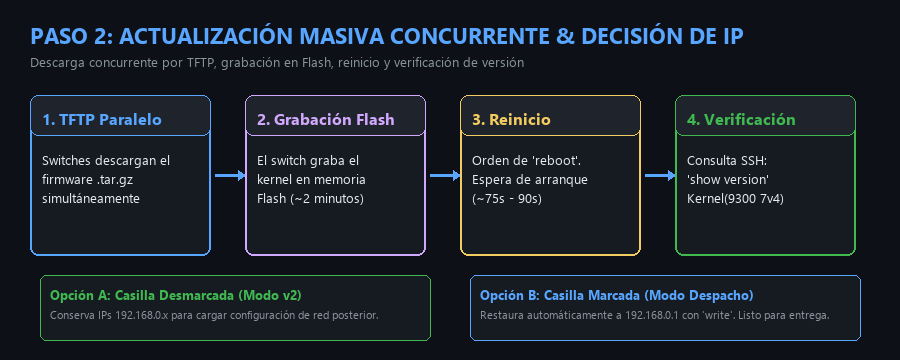 PASO 2: ACTUALIZACIÓN MASIVA CONCURRENTE & DECISIÓN DE IP
Descarga concurrente por TFTP, grabación en Flash, reinicio y verificación de versión
1. TFTP Paralelo
Switches descargan el
firmware .tar.gz
simultáneamente
2. Grabación Flash
El switch graba el
kernel en memoria
Flash (~2 minutos)
3. Reinicio
Orden de 'reboot'.
Espera de arranque
(~75s - 90s)
4. Verificación
Consulta SSH:
'show version'
Kernel(9300 7v4)
Opción A: Casilla Desmarcada (Modo v2)
Conserva IPs 192.168.0.x para cargar configuración de red posterior.
Opción B: Casilla Marcada (Modo Despacho)
Restaura automáticamente a 192.168.0.1 con 'write'. Listo para entrega.